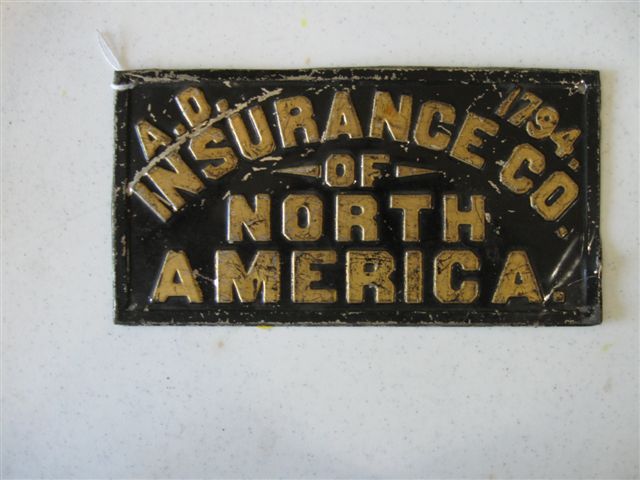 A.D. 1794.
INSURANCE CO.
OF
NORTH
AMERICA.